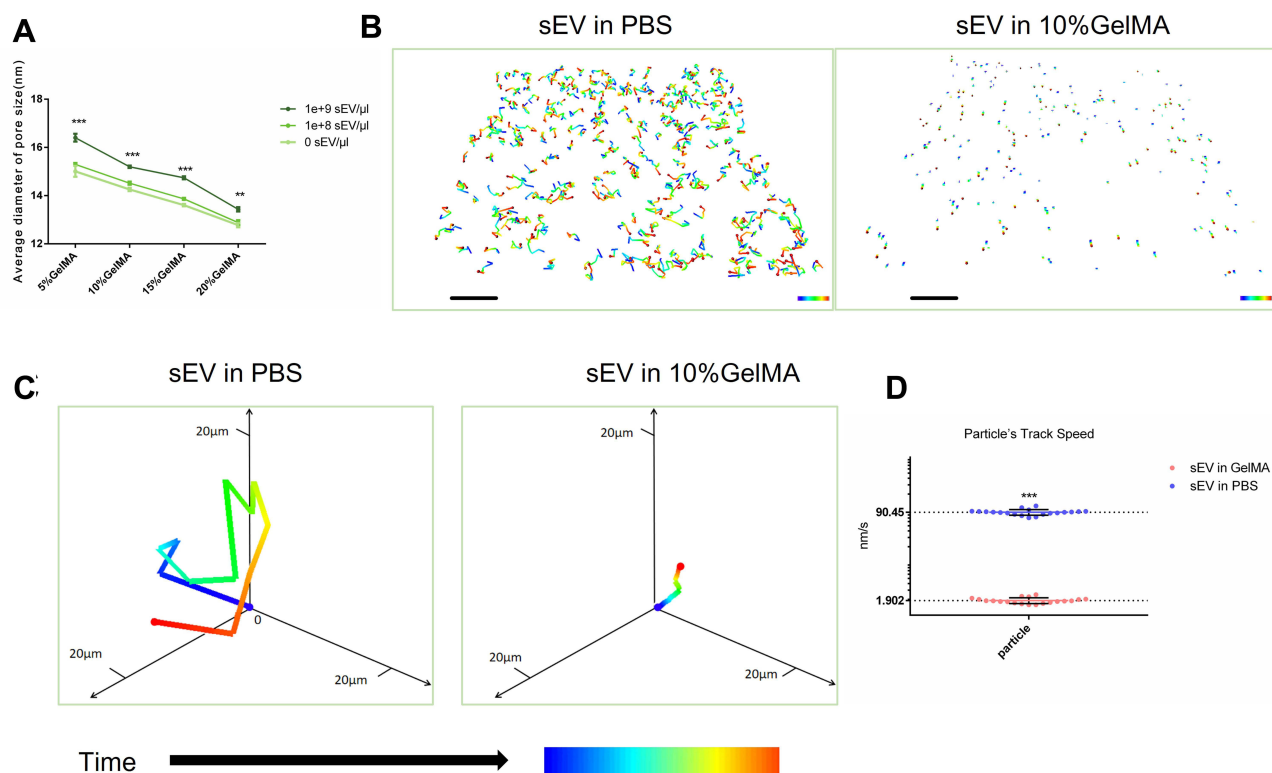 A
Average diameter of pore size(nm)
18
16
14
12
***
***
***
**
5%GelMA
10%GelMA
15%GelMA
20%GelMA
1e+9 sEV/μl
1e+8 sEV/μl
0 sEV/μl
B
sEV in PBS
sEV in 10%GelMA
C
sEV in PBS
sEV in 10%GelMA
20μm
0
20μm
20μm
20μm
20μm
20μm
D
Particle's Track Speed
nm/s
90.45
1.902
***
particle
sEV in GelMA
sEV in PBS
Time